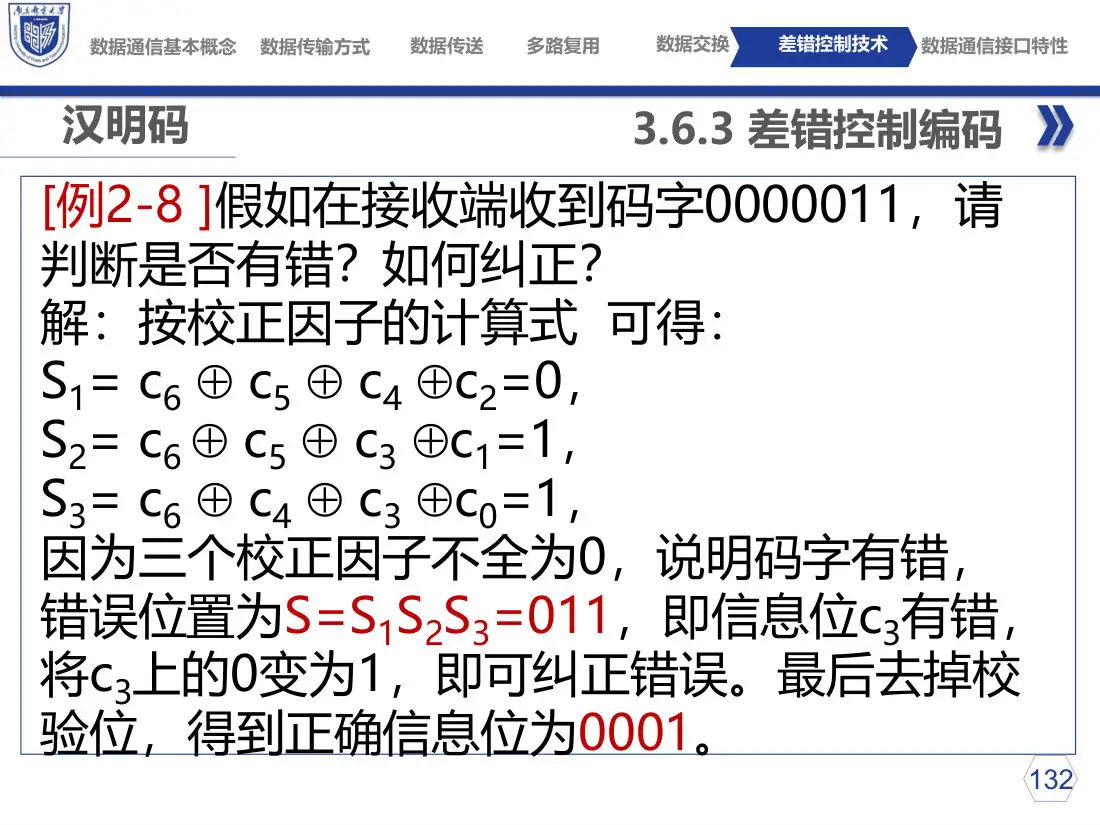 数据通信基本概念 数据传输方式 数据传送 多路复用 数据交换 差错控制技术 数据通信接口特性
汉明码
3.6.3 差错控制编码
[例2-8 ]假如在接收端收到码字0000011，请
判断是否有错？如何纠正？
解：按校正因子的计算式 可得：
S₁= c₆ ⊕ c₅ ⊕ c₄ ⊕c₂=0，
S₂= c₆ ⊕ c₅ ⊕ c₃ ⊕c₁=1，
S₃= c₆ ⊕ c₄ ⊕ c₃ ⊕c₀=1，
因为三个校正因子不全为0，说明码字有错，
错误位置为S=S₁S₂S₃=011，即信息位c₃有错，
将c₃上的0变为1，即可纠正错误。最后去掉校
验位，得到正确信息位为0001。
132